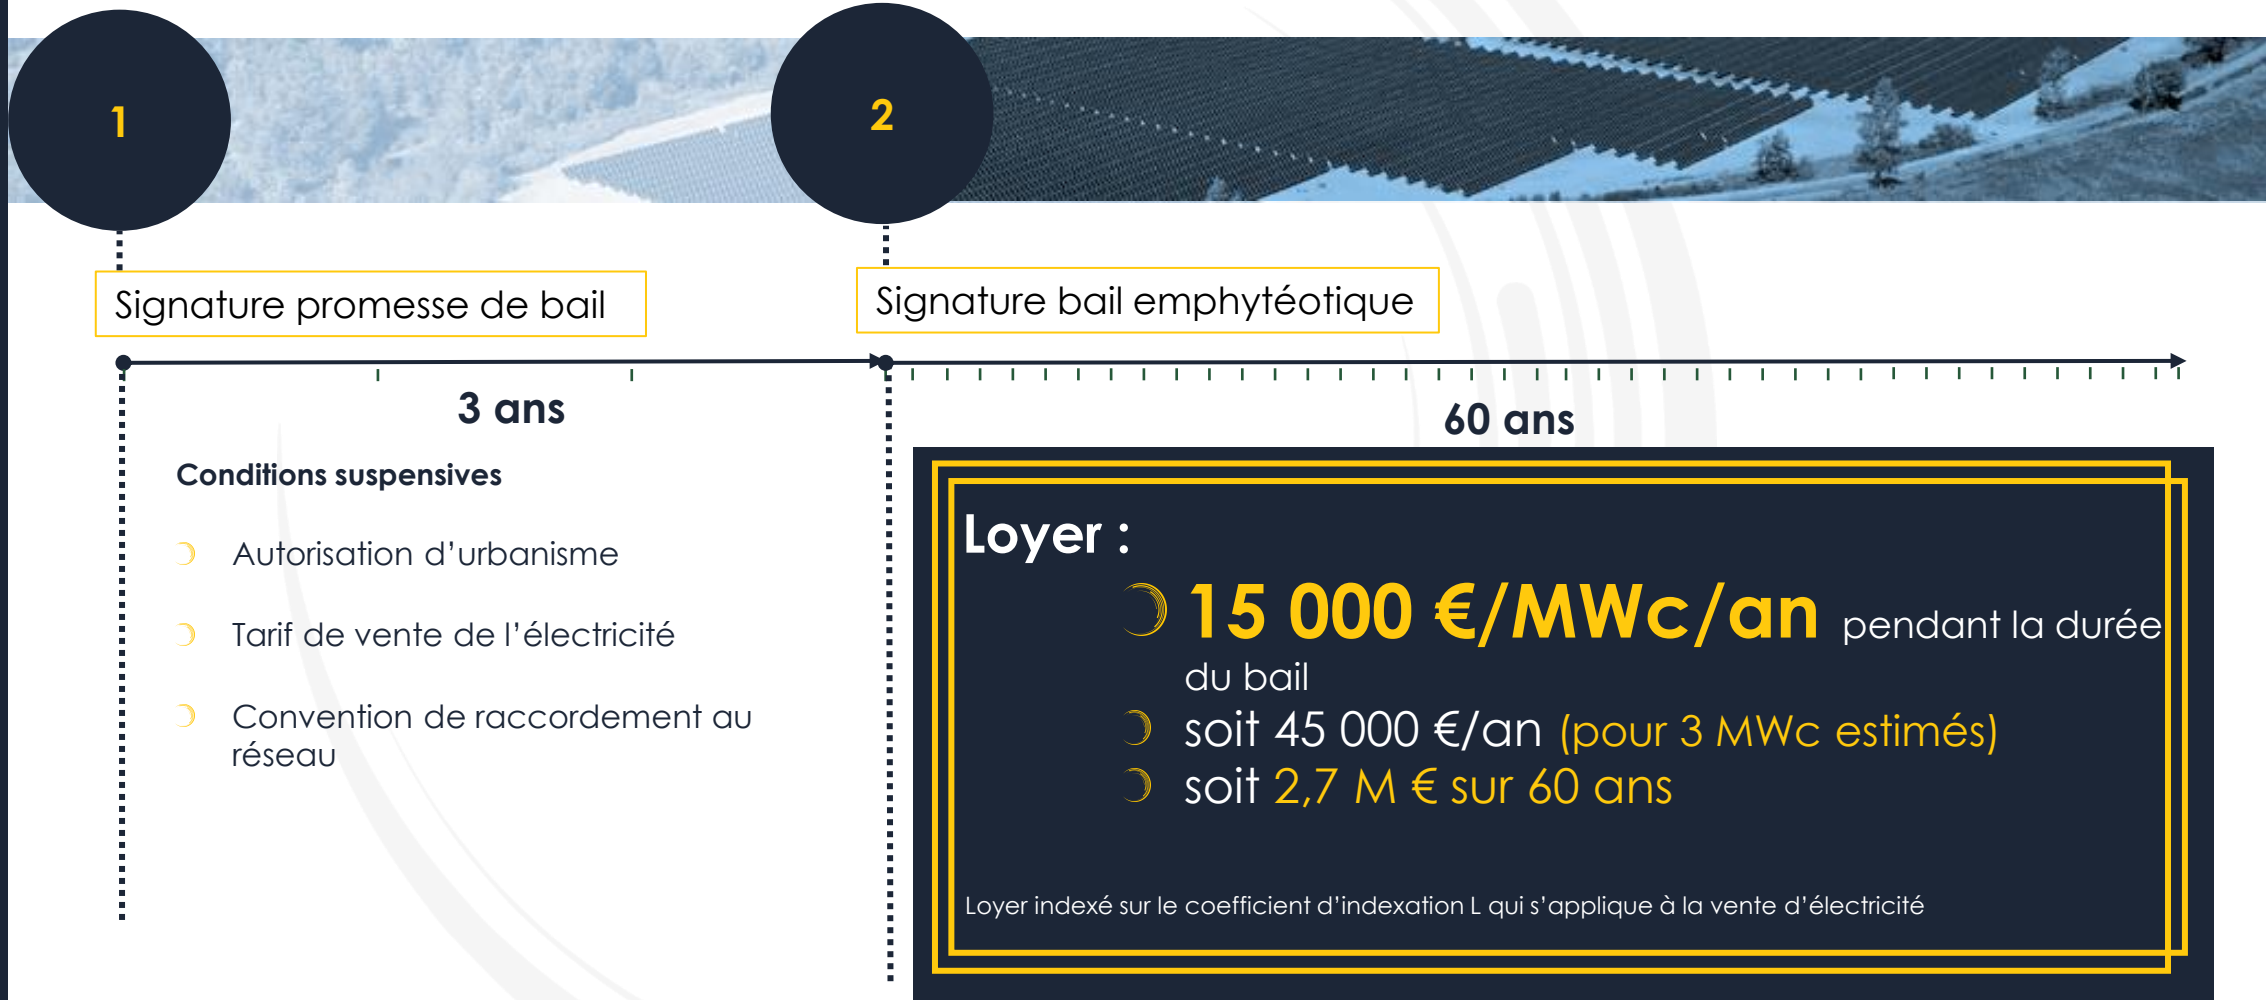 1
2
Signature promesse de bail
Signature bail emphytéotique
3 ans
60 ans
Conditions suspensives
Autorisation d’urbanisme
Tarif de vente de l’électricité
Convention de raccordement au
réseau
Loyer :
15 000 €/MWc/an pendant la durée
du bail
soit 45 000 €/an (pour 3 MWc estimés)
soit 2,7 M € sur 60 ans
Loyer indexé sur le coefficient d’indexation L qui s’applique à la vente d’électricité